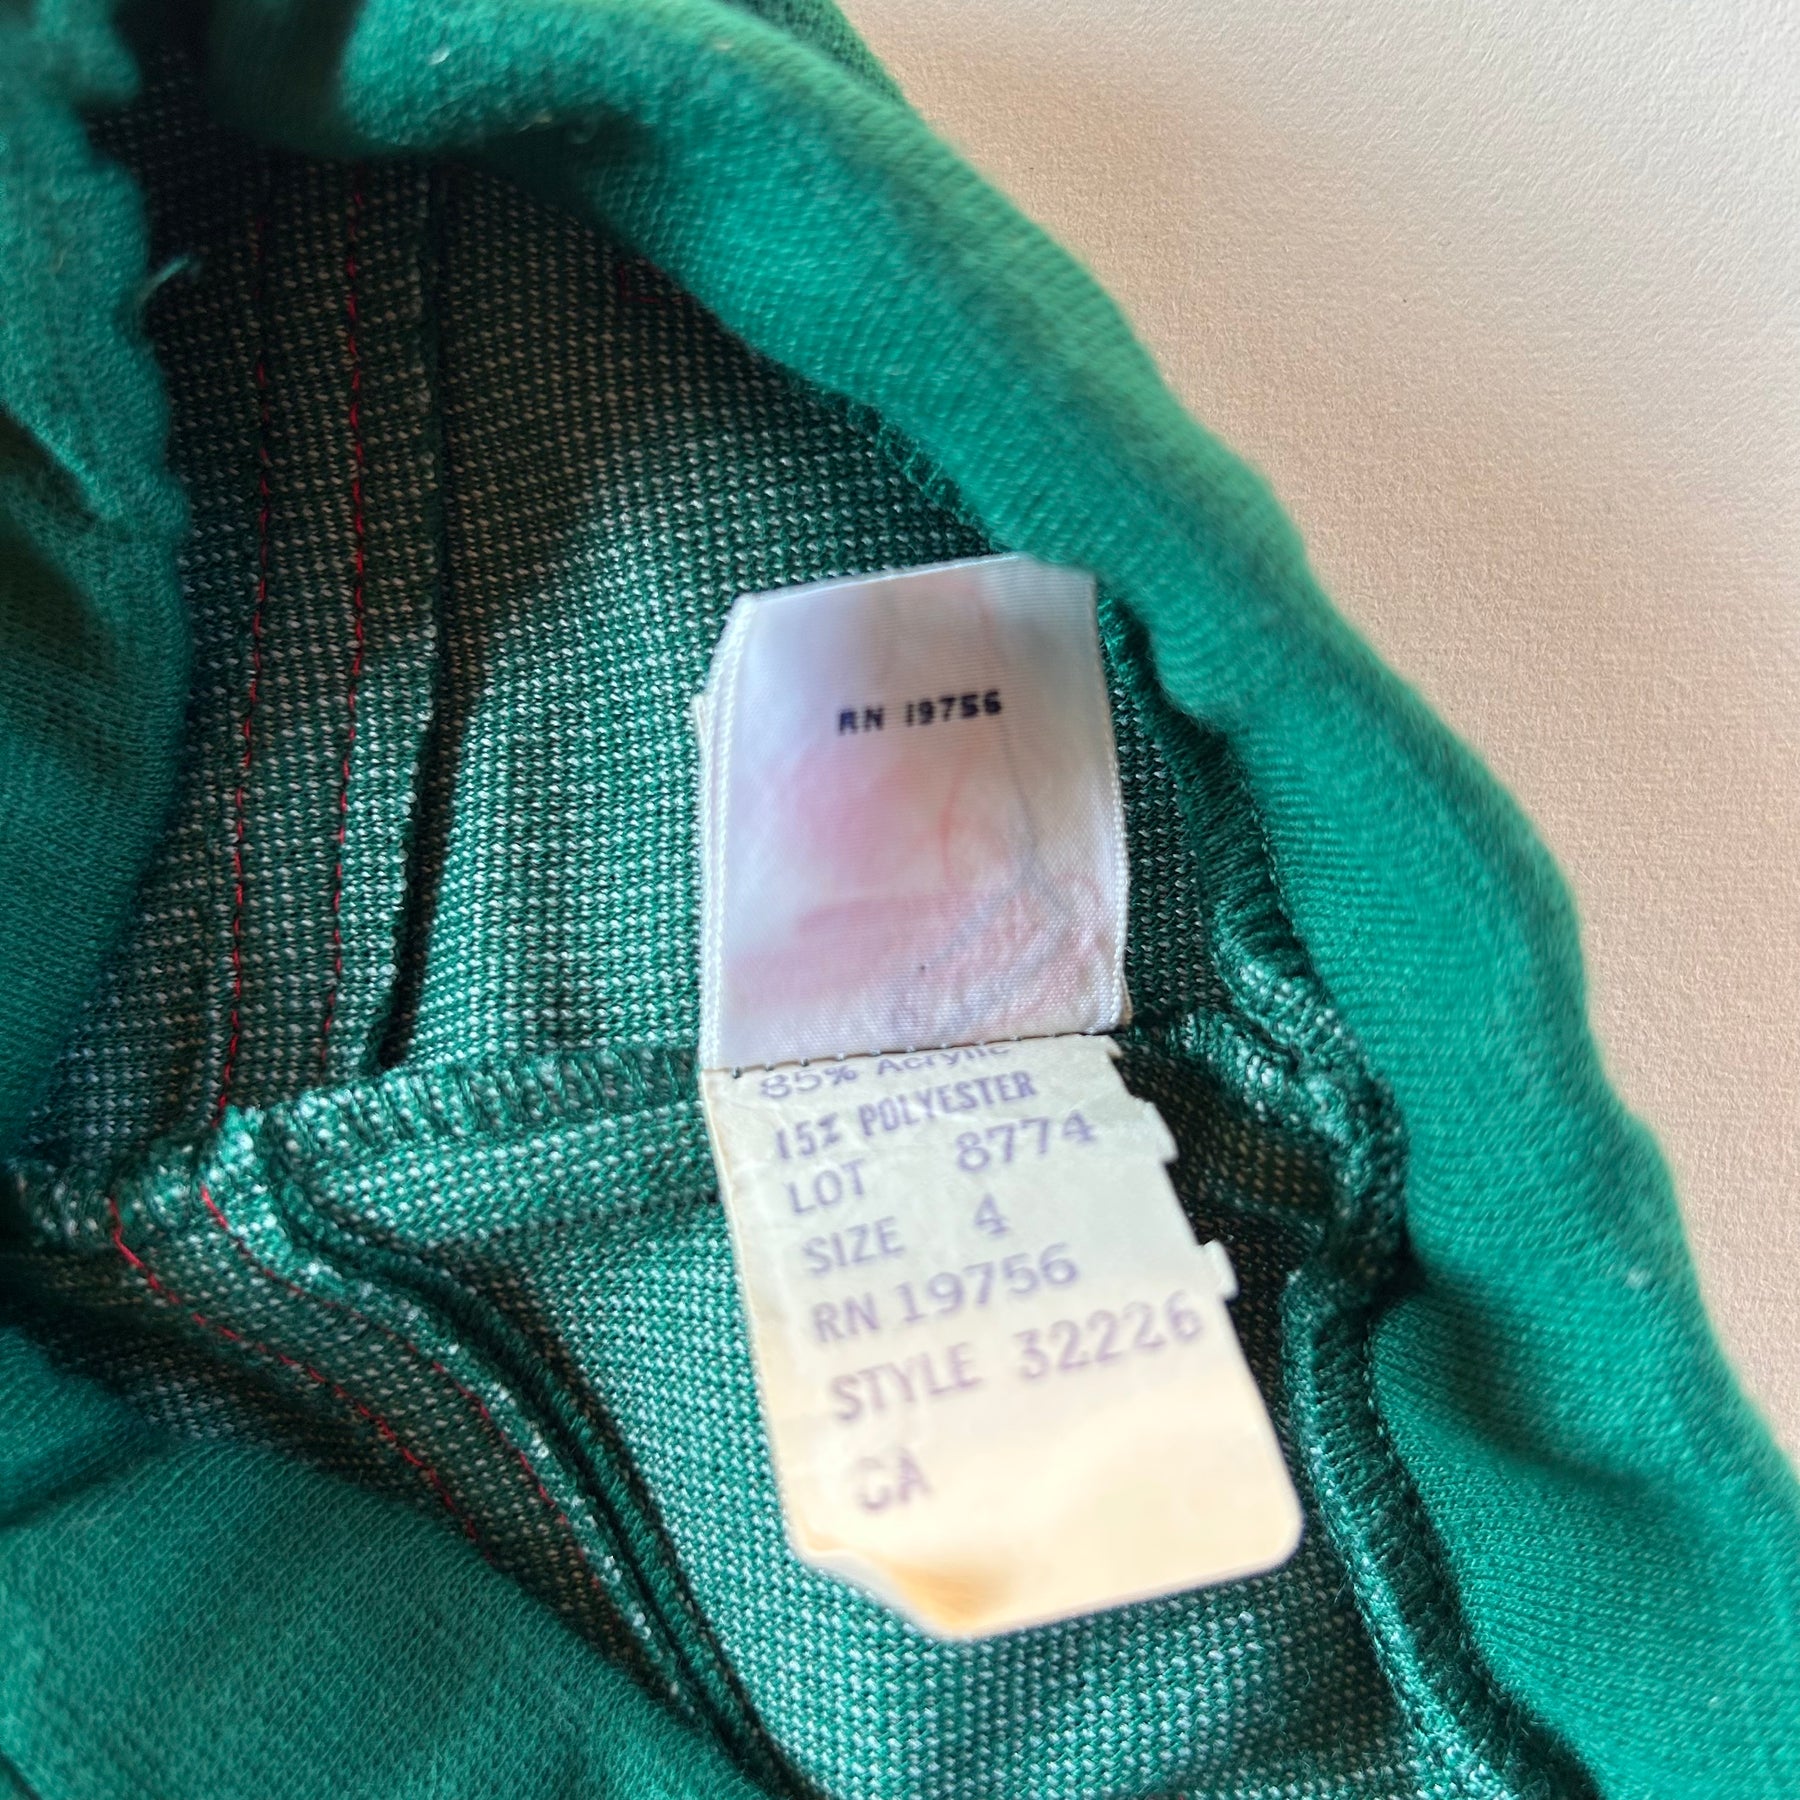 RN 19756
85% Acrylic
15% POLYESTER
LOT 8774
SIZE 4
RN 19756
STYLE 32226
CA